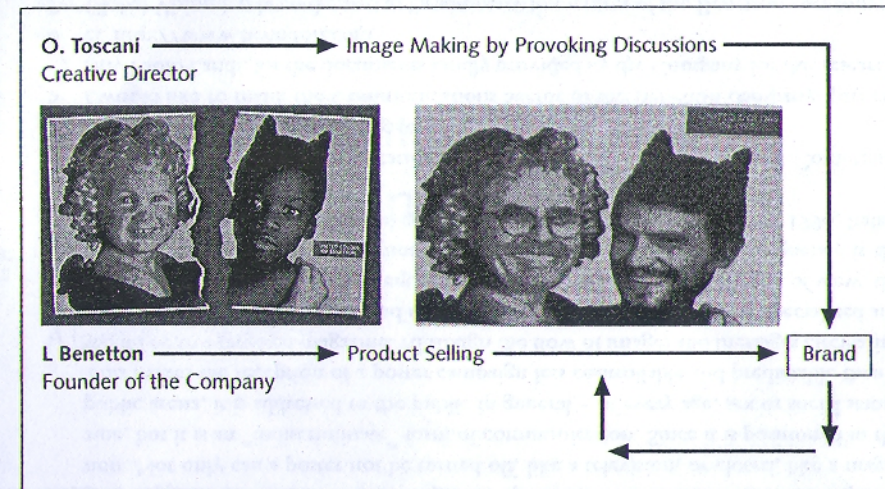 O. Toscani
Creative Director
Image Making by Provoking Discussions
L Benetton
Founder of the Company
Product Selling
Brand